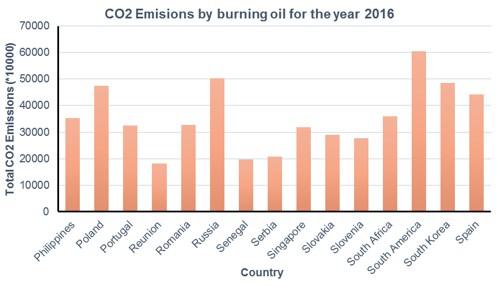 CO2 Emisions by burning oil for the year 2016
Total CO2 Emissions (*10000)
70000
60000
50000
40000
30000
20000
10000
0
Philippines
Poland
Portugal
Reunion
Romania
Russia
Senegal
Serbia
Singapore
Slovakia
Slovenia
South Africa
South America
South Korea
Spain
Country